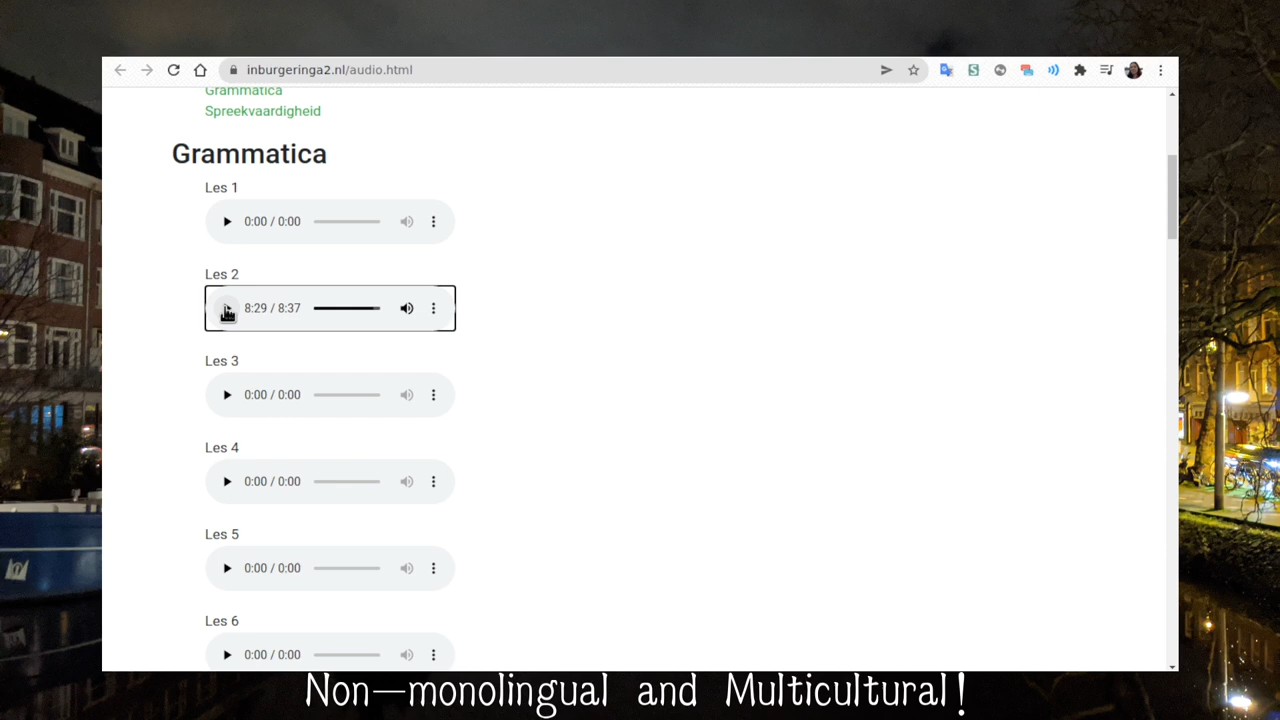 inburgeringa2.nl/audio.html
Grammatica
Spreekvaardigheid
Grammatica
Les 1
0:00 / 0:00
Les 2
8:29 / 8:37
Les 3
0:00 / 0:00
Les 4
0:00 / 0:00
Les 5
0:00 / 0:00
Les 6
0:00 / 0:00
Non—monolingual and Multicultural!